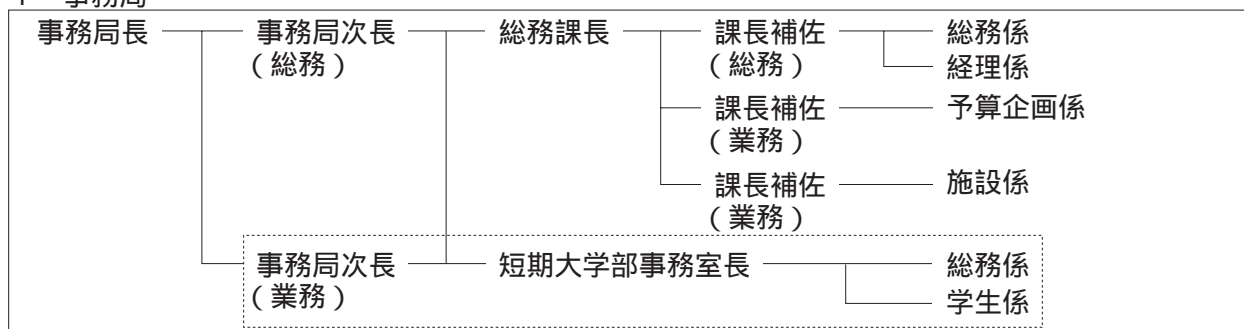 事務局長 事務局次長 総務課長 課長補佐 総務係
(総務) (総務) 経理係
課長補佐 予算企画係
(業務)
課長補佐 施設係
(業務)
事務局次長 短期大学部事務室長 総務係
(業務) 学生係